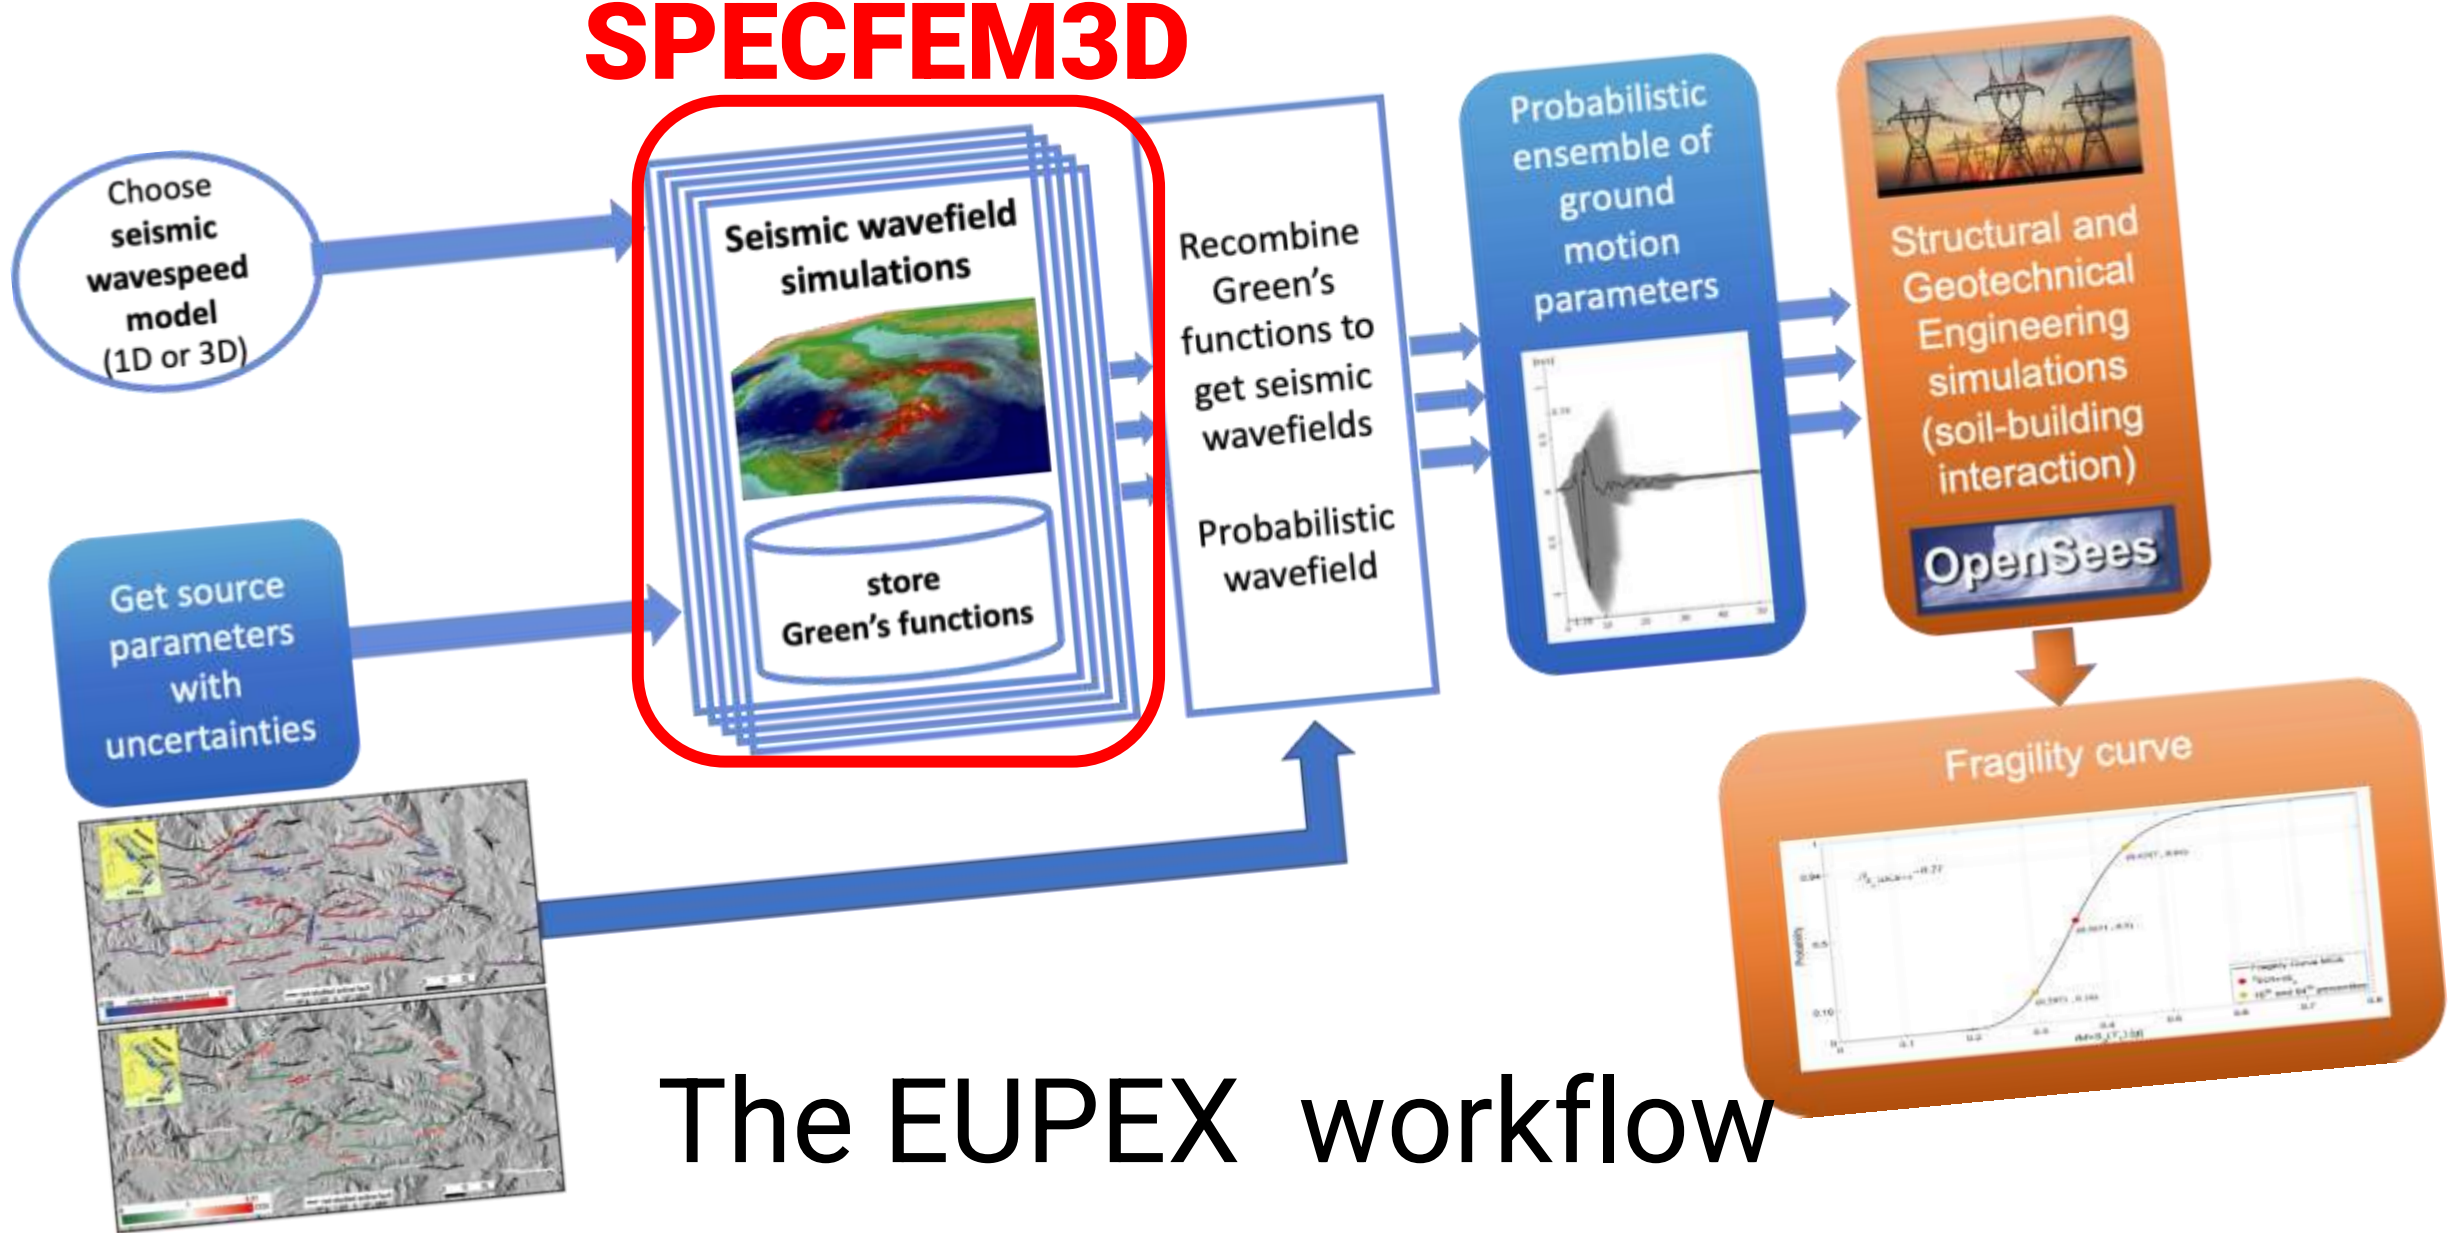 SPECFEM3D
Choose
seismic
wavespeed
model
(1D or 3D)
Get source
parameters
with
uncertainties
Seismic wavefield
simulations
store
Green's functions
Recombine
Green's
functions to
get seismic
wavefields
Probabilistic
wavefield
Probabilistic
ensemble of
ground
motion
parameters
Structural and
Geotechnical
Engineering
simulations
(soil-building
interaction)
OpenSees
Fragility curve
Probability
The EUPEX workflow